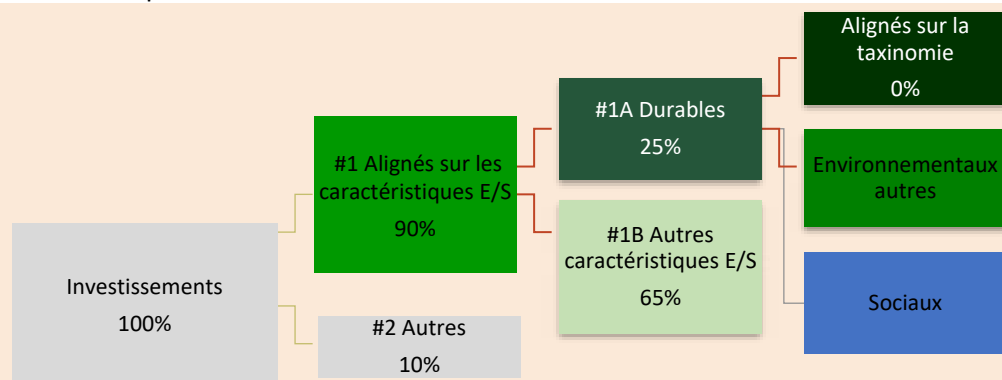 Investissements
100%
#1 Alignés sur les
caractéristiques E/S
90%
#2 Autres
10%
#1A Durables
25%
#1B Autres
caractéristiques E/S
65%
Alignés sur la
taxinomie
0%
Environnementaux
autres
Sociaux